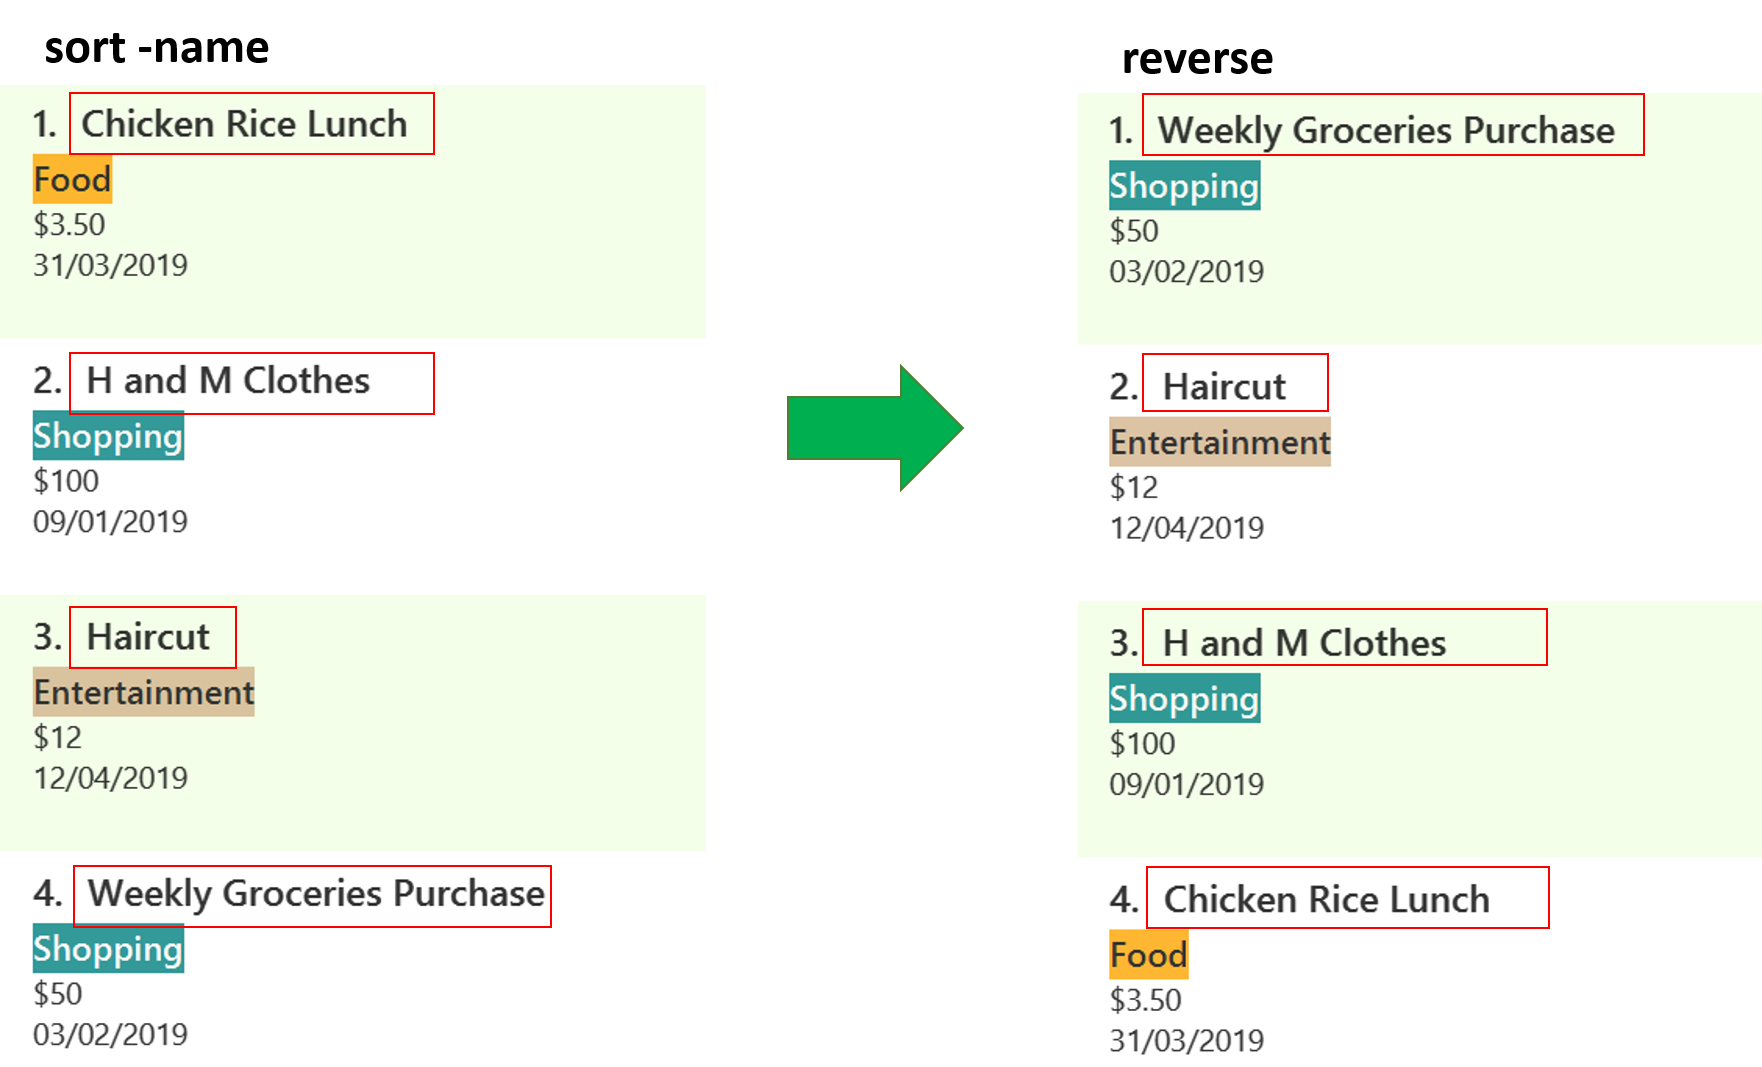 sort -name
1. Chicken Rice Lunch
Food
$3.50
31/03/2019
2. H and M Clothes
Shopping
$100
09/01/2019
3. Haircut
Entertainment
$12
12/04/2019
4. Weekly Groceries Purchase
Shopping
$50
03/02/2019
reverse
1. Weekly Groceries Purchase
Shopping
$50
03/02/2019
2. Haircut
Entertainment
$12
12/04/2019
3. H and M Clothes
Shopping
$100
09/01/2019
4. Chicken Rice Lunch
Food
$3.50
31/03/2019